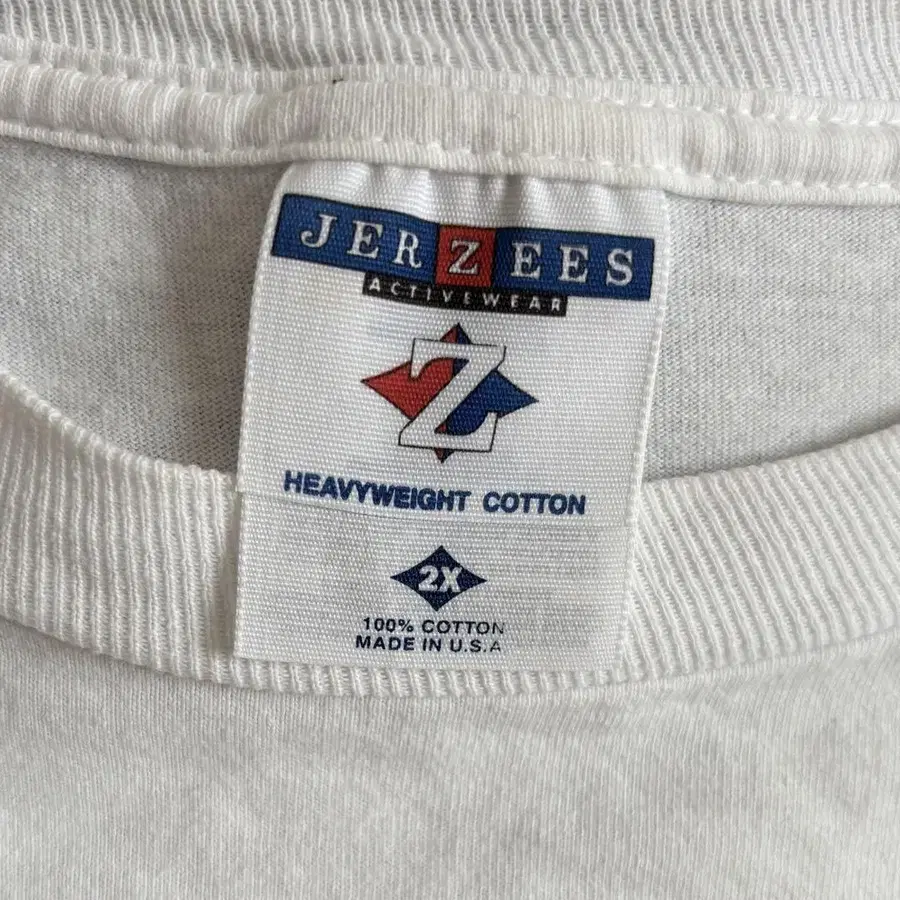 JERZEES
ACTIVEWEAR
Z
HEAVYWEIGHT COTTON
2X
100% COTTON
MADE IN U.S.A